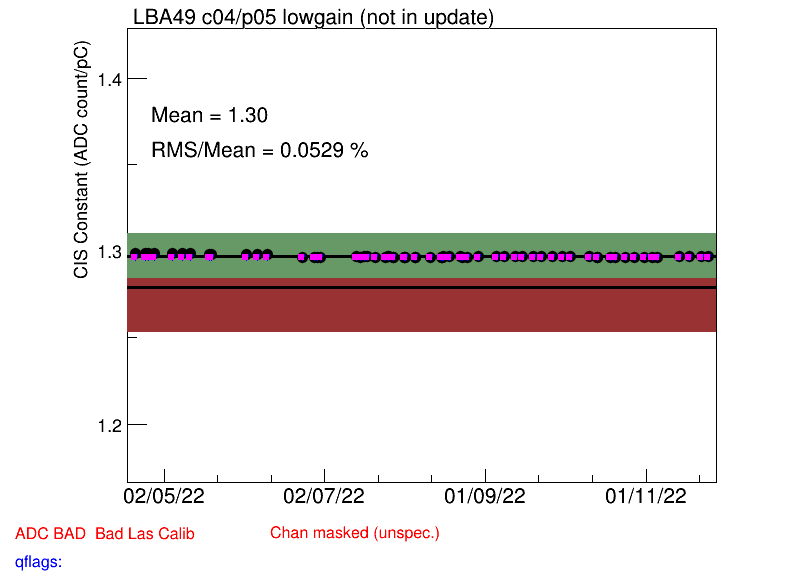 LBA49 c04/p05 lowgain (not in update)
CIS Constant (ADC count/pC)
1.4
Mean = 1.30
RMS/Mean = 0.0529 %
1.3
1.2
02/05/22 02/07/22 01/09/22 01/11/22
ADC BAD  Bad Las Calib Chan masked (unspec.)
qflags: